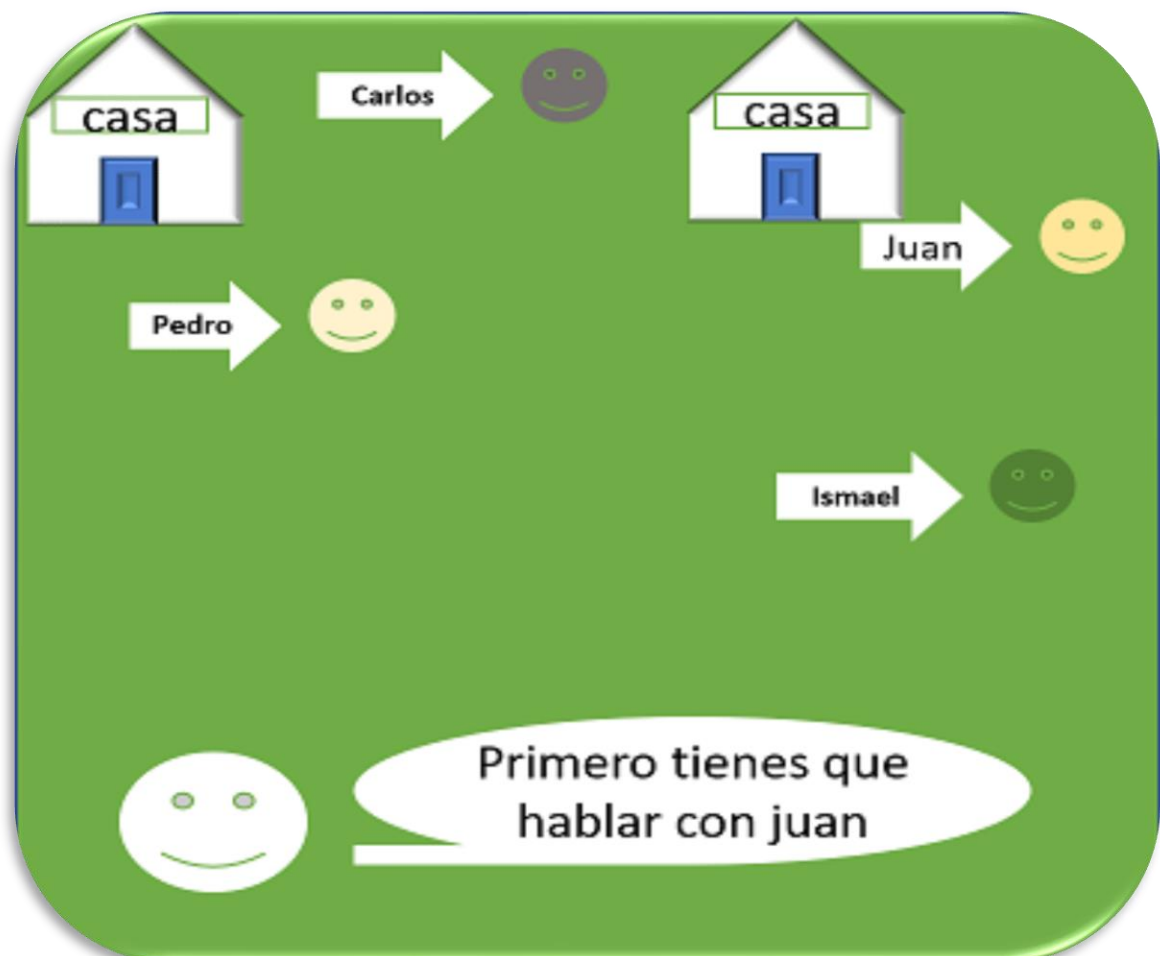 casa
Carlos
casa
Juan
Pedro
Ismael
Primero tienes que
hablar con juan